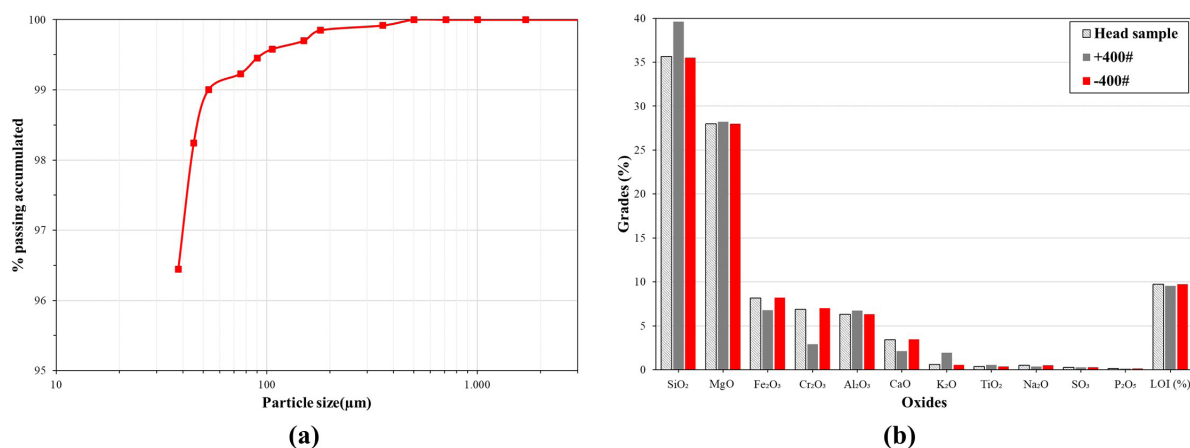 % passing accumulated
100
99
98
97
96
95
10
100
1.000
Particle size(µm)
(a)
Grades (%)
40
35
30
25
20
15
10
5
0
Head sample
+400#
-400#
SiO₂ MgO Fe₂O₃ Cr₂O₃ Al₂O₃ CaO K₂O TiO₂ Na₂O SO₃ P₂O₅ LOI (%)
Oxides
(b)